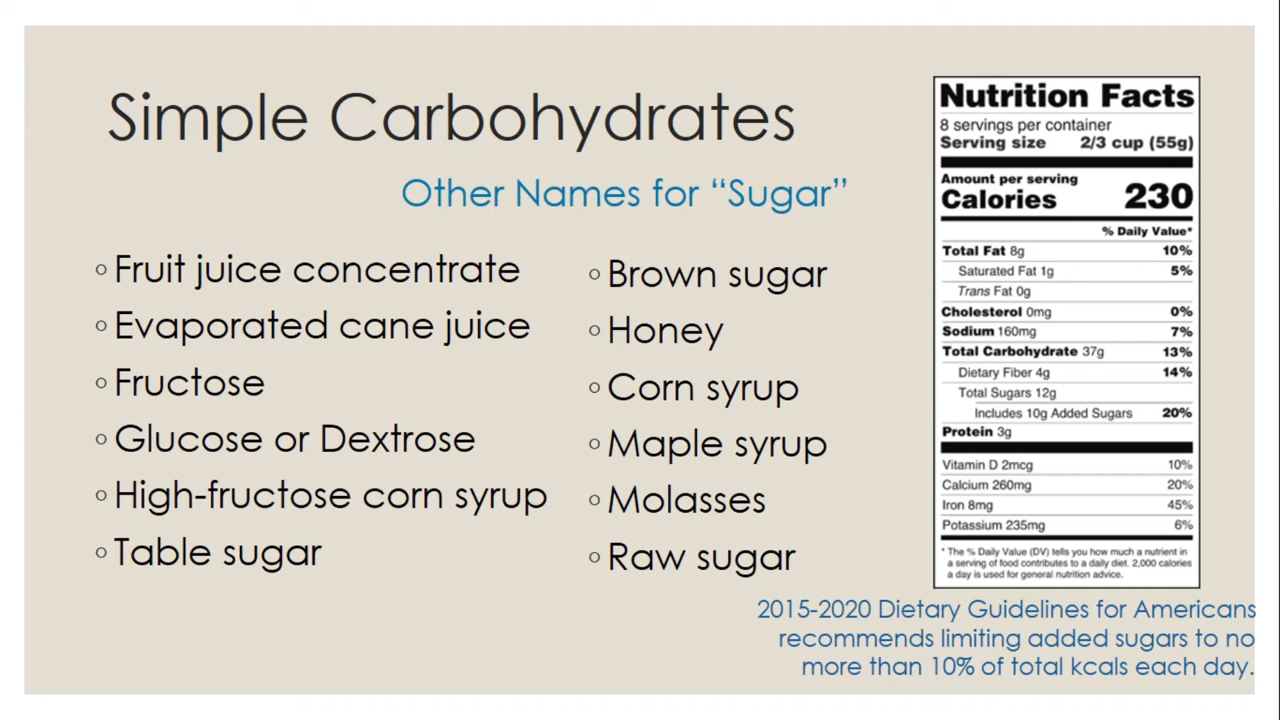 Simple Carbohydrates
Other Names for “Sugar”
◦ Fruit juice concentrate
◦ Evaporated cane juice
◦ Fructose
◦ Glucose or Dextrose
◦ High-fructose corn syrup
◦ Table sugar
◦ Brown sugar
◦ Honey
◦ Corn syrup
◦ Maple syrup
◦ Molasses
◦ Raw sugar
Nutrition Facts
8 servings per container
Serving size 2/3 cup (55g)
Amount per serving
Calories 230
% Daily Value*
Total Fat 8g 10%
Saturated Fat 1g 5%
Trans Fat 0g
Cholesterol 0mg 0%
Sodium 160mg 7%
Total Carbohydrate 37g 13%
Dietary Fiber 4g 14%
Total Sugars 12g
Includes 10g Added Sugars 20%
Protein 3g
Vitamin D 2mcg 10%
Calcium 260mg 20%
Iron 8mg 45%
Potassium 235mg 6%
* The % Daily Value (DV) tells you how much a nutrient in
a serving of food contributes to a daily diet. 2,000 calories
a day is used for general nutrition advice.
2015-2020 Dietary Guidelines for Americans
recommends limiting added sugars to no
more than 10% of total kcals each day.